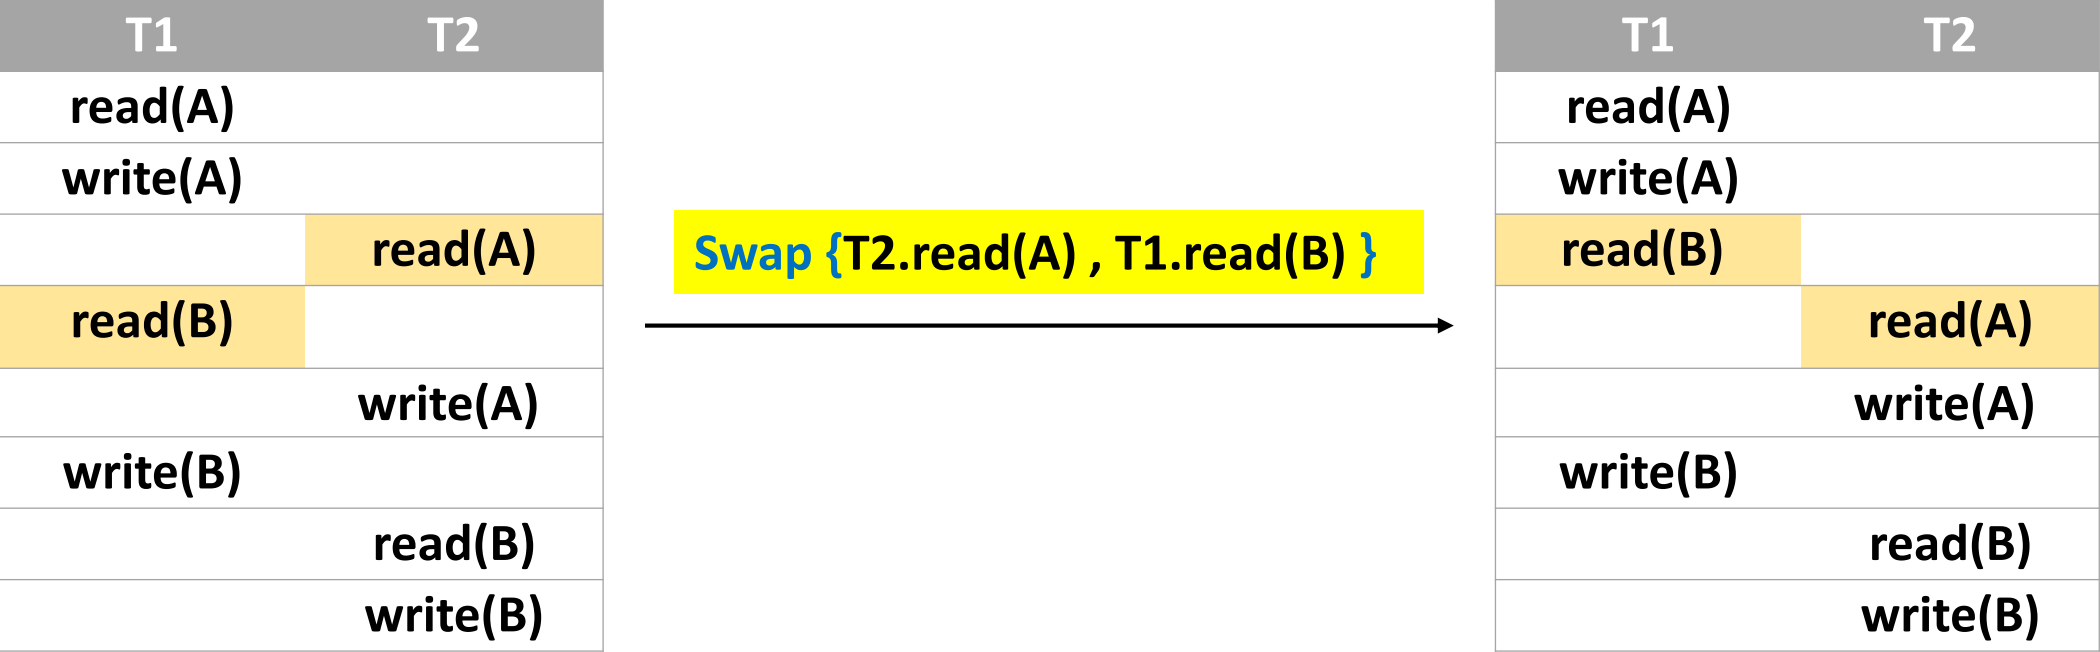 T1 T2
read(A)
write(A)
read(A)
read(B)
write(A)
write(B)
read(B)
write(B)
Swap {T2.read(A) , T1.read(B) }
T1 T2
read(A)
write(A)
read(B)
read(A)
write(A)
write(B)
read(B)
write(B)